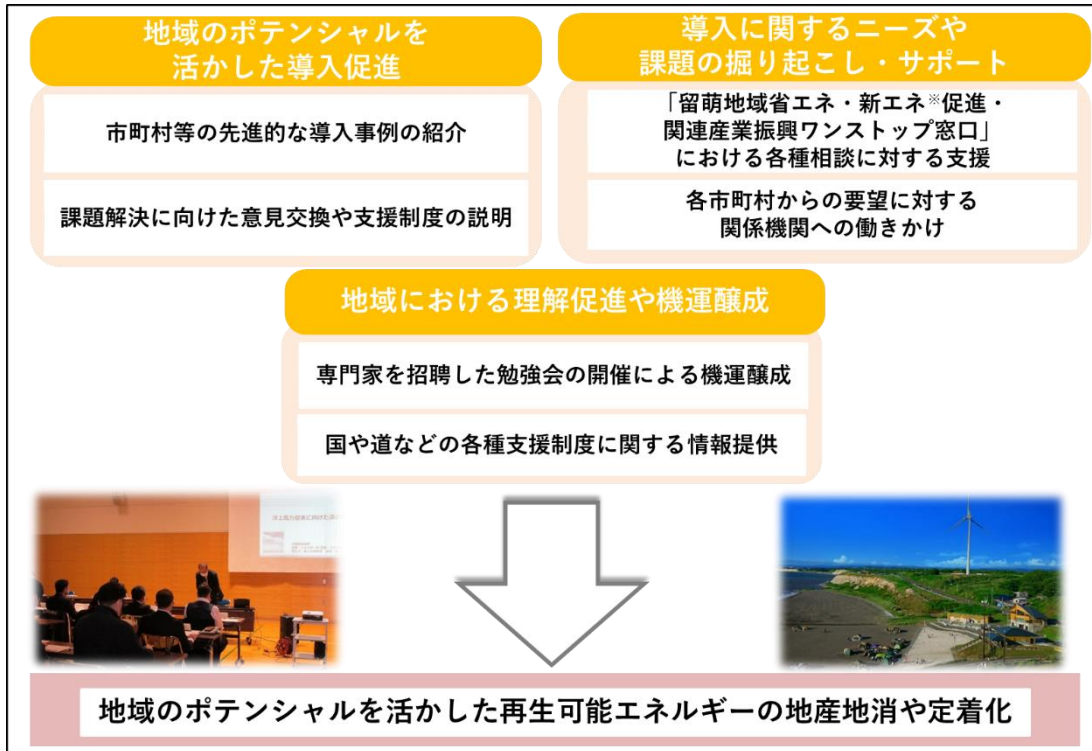 地域のポテンシャルを
活かした導入促進
市町村等の先進的な導入事例の紹介
課題解決に向けた意見交換や支援制度の説明
導入に関するニーズや
課題の掘り起こし・サポート
「留萌地域省エネ・新エネ※促進・
関連産業振興ワンストップ窓口」
における各種相談に対する支援
各市町村からの要望に対する
関係機関への働きかけ
地域における理解促進や機運醸成
専門家を招聘した勉強会の開催による機運醸成
国や道などの各種支援制度に関する情報提供
地域のポテンシャルを活かした再生可能エネルギーの地産地消や定着化